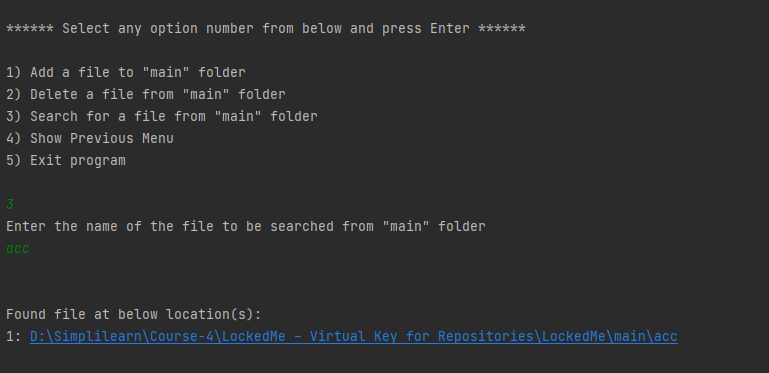 ****** Select any option number from below and press Enter ******
1) Add a file to "main" folder
2) Delete a file from "main" folder
3) Search for a file from "main" folder
4) Show Previous Menu
5) Exit program
3
Enter the name of the file to be searched from "main" folder
acc
Found file at below location(s):
1: D:\Simplilearn\Course-4\LockedMe – Virtual Key for Repositories\LockedMe\main\acc